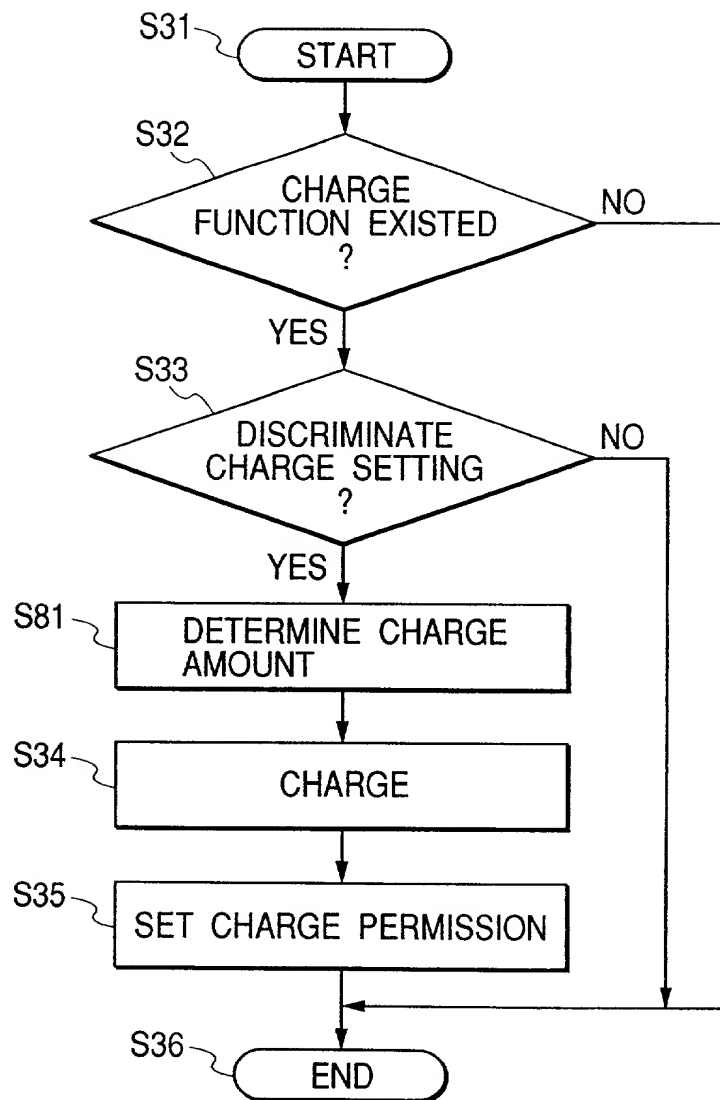 S31
START
S32
CHARGE
FUNCTION EXISTED
?
NO
YES
S33
DISCRIMINATE
CHARGE SETTING
?
NO
YES
S81
DETERMINE CHARGE
AMOUNT
S34
CHARGE
S35
SET CHARGE PERMISSION
S36
END